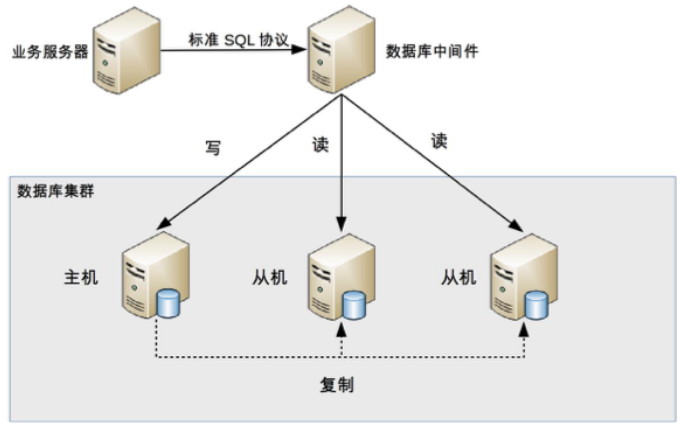 业务服务器
标准 SQL 协议
数据库中间件
写
读
读
数据库集群
主机
从机
从机
复制